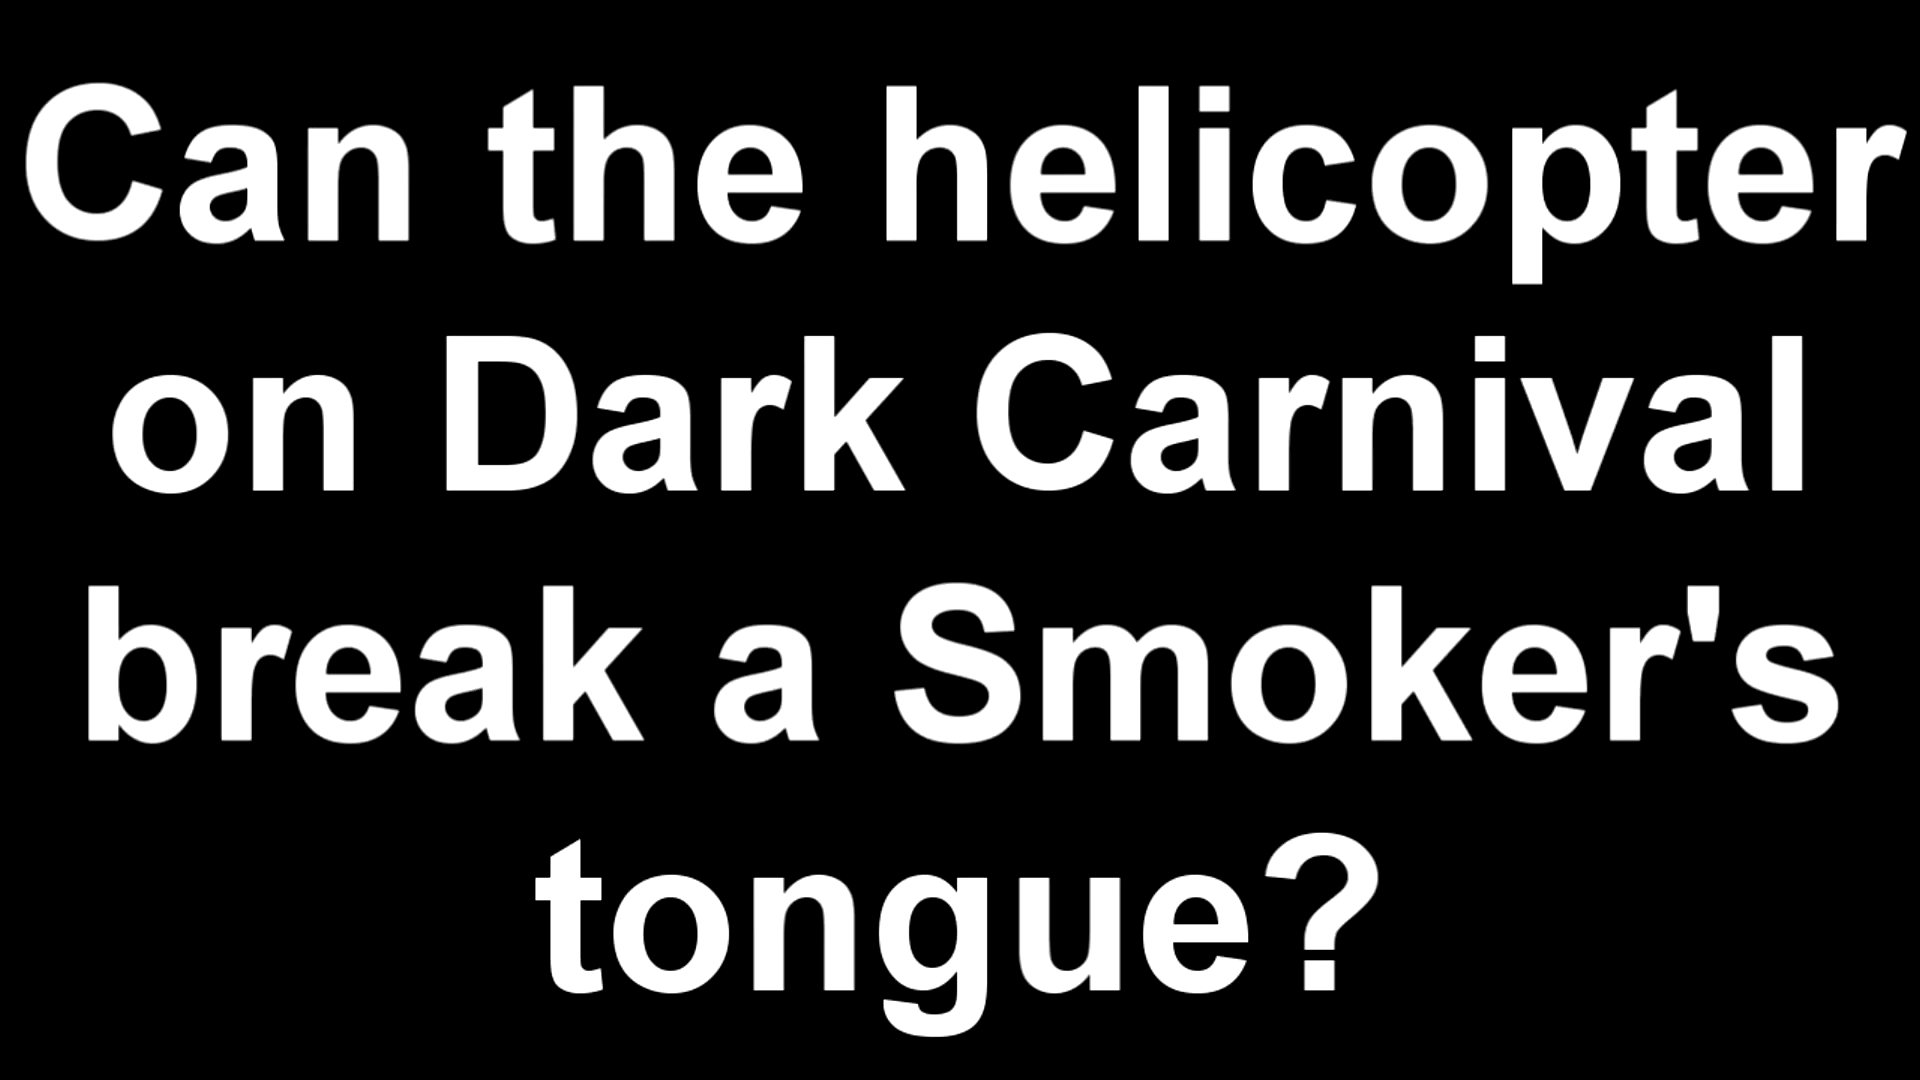 Can the helicopter
on Dark Carnival
break a Smoker's
tongue?